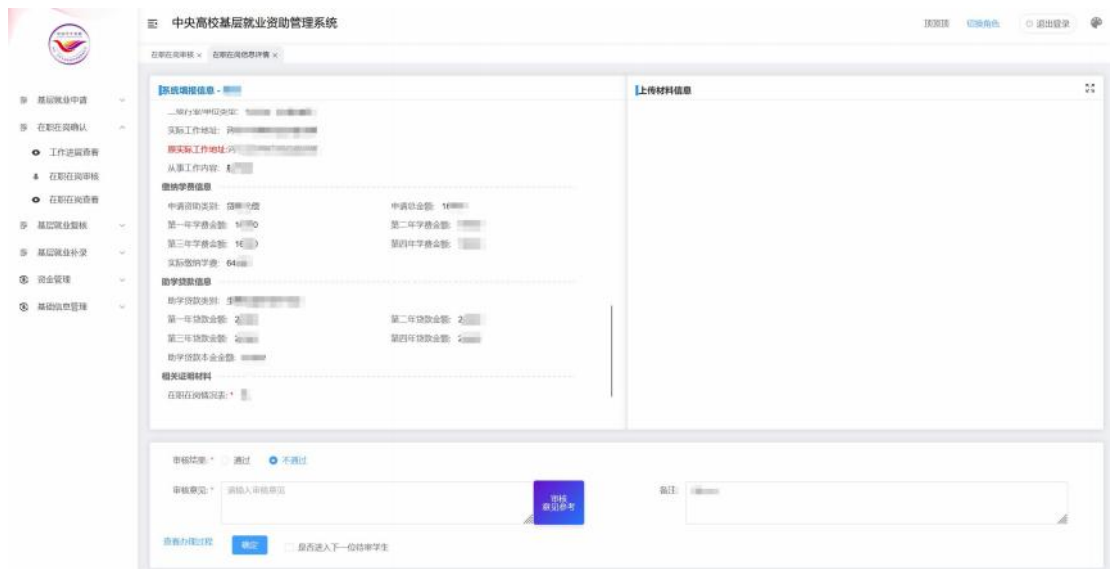 中央高校基层就业资助管理系统
切换角色
退出登录
在职在岗审核 ×
在职在岗信息详情 ×
基层就业申请
在职在岗确认
工作进展查看
在职在岗审核
在职在岗查看
基层就业复核
基层就业补录
资金管理
基础信息管理
系统填报信息 -
实际工作地址:
原实际工作地址:
从事工作内容:
缴纳学费信息
申请资助类别:
申请总金额:
第一年学费金额:
第二年学费金额:
第三年学费金额:
第四年学费金额:
实际缴纳学费:
助学贷款信息
助学贷款类别:
第一年贷款金额:
第二年贷款金额:
第三年贷款金额:
第四年贷款金额:
助学贷款本金金额:
相关证明材料
在职在岗情况表: *
上传材料信息
审核结果: *
通过
不通过
审核意见: *
请输入审核意见
审核
意见参考
备注:
查看办理过程
确定
是否进入下一位待审学生